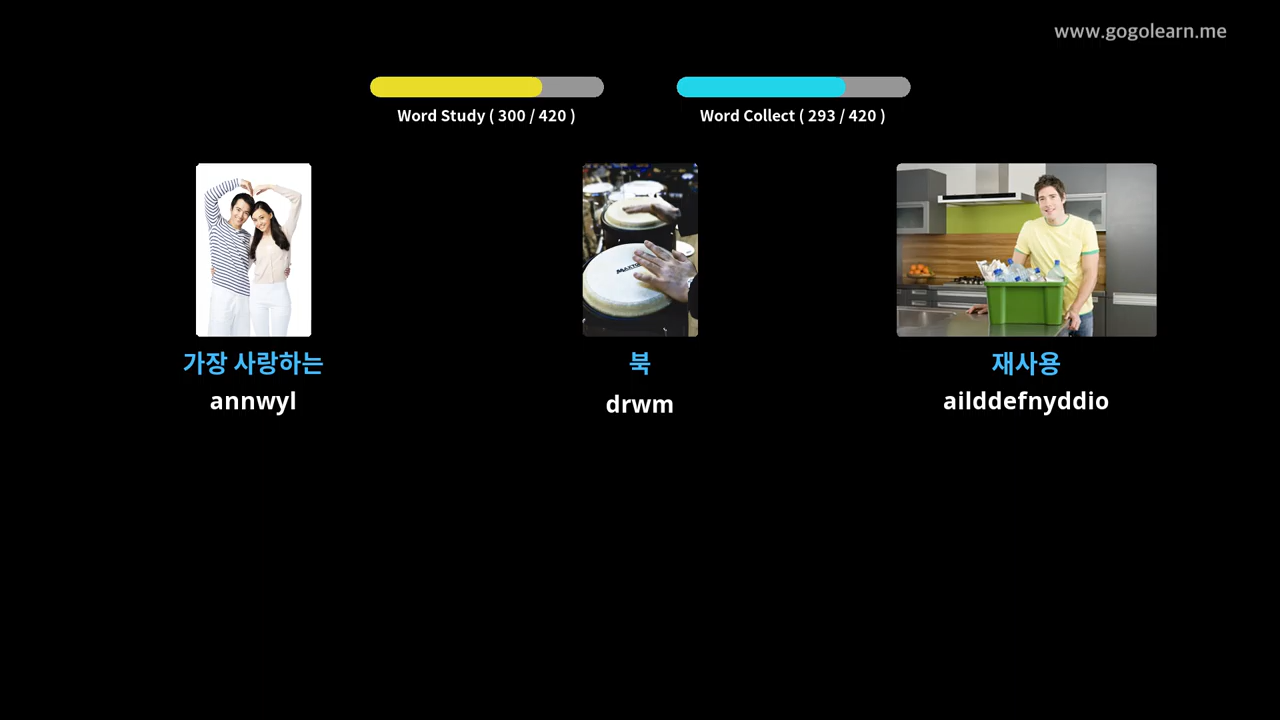 www.gogolearn.me
Word Study ( 300 / 420 )
Word Collect ( 293 / 420 )
가장 사랑하는
annwyl
북
drwm
재사용
ailddefnyddio